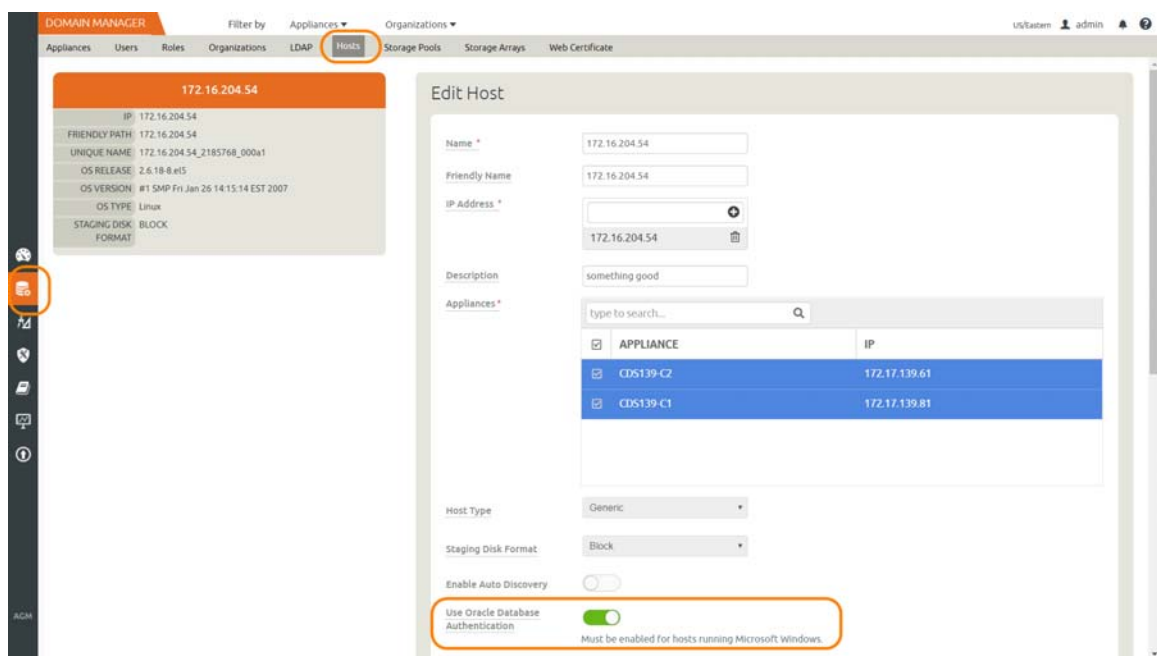 DOMAIN MANAGER Filter by Appliances ▾ Organizations ▾ US/Eastern admin
Appliances Users Roles Organizations LDAP Hosts Storage Pools Storage Arrays Web Certificate
172.16.204.54
IP 172.16.204.54
FRIENDLY PATH 172.16.204.54
UNIQUE NAME 172.16.204.54_2185768_000a1
OS RELEASE 2.6.18-8.el5
OS VERSION #1 SMP Fri Jan 26 14:15:14 EST 2007
OS TYPE Linux
STAGING DISK BLOCK
FORMAT
AGM
Edit Host
Name * 172.16.204.54
Friendly Name 172.16.204.54
IP Address *
172.16.204.54
Description something good
Appliances *
type to search...
APPLIANCE IP
CDS139-C2 172.17.139.61
CDS139-C1 172.17.139.81
Host Type Generic
Staging Disk Format Block
Enable Auto Discovery
Use Oracle Database
Authentication
Must be enabled for hosts running Microsoft Windows.